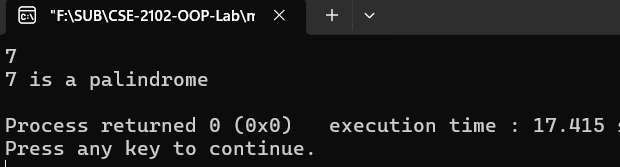 "F:\SUB\CSE-2102-OOP-Lab\m
7
7 is a palindrome
Process returned 0 (0x0)   execution time : 17.415 s
Press any key to continue.